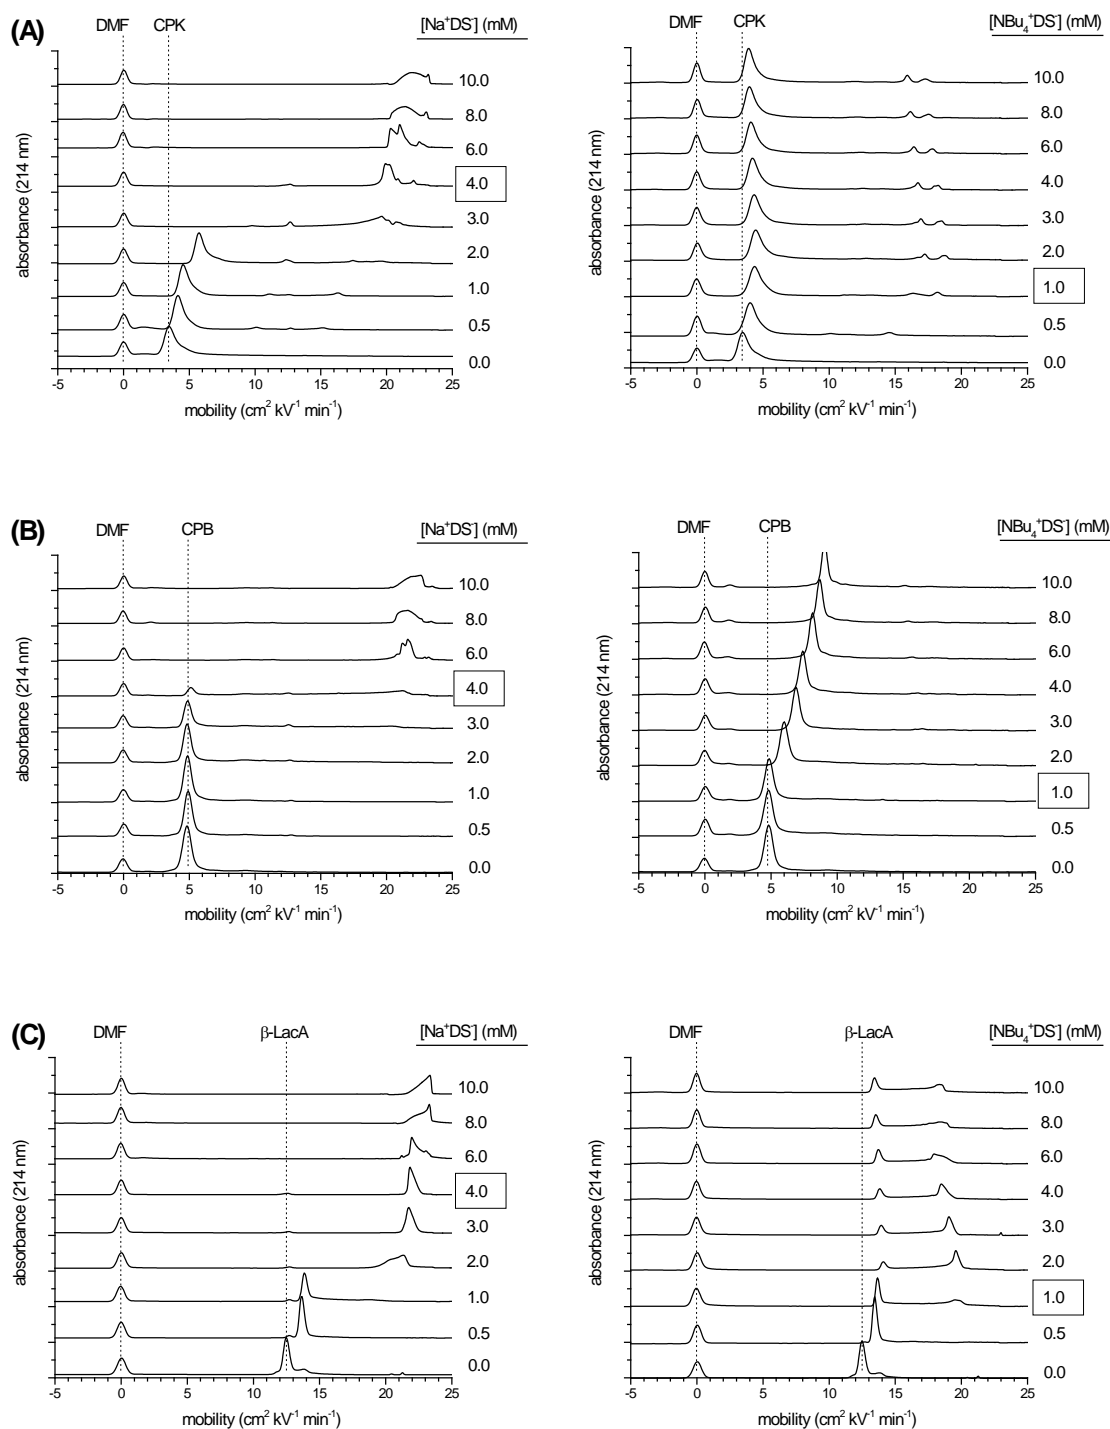 (A)
DMF CPK [Na⁺DS⁻] (mM)
10.0
8.0
6.0
4.0
3.0
2.0
1.0
0.5
0.0
absorbance (214 nm)
-5 0 5 10 15 20 25
mobility (cm² kV⁻¹ min⁻¹)
DMF CPK [NBu₄⁺DS⁻] (mM)
10.0
8.0
6.0
4.0
3.0
2.0
1.0
0.5
0.0
absorbance (214 nm)
-5 0 5 10 15 20 25
mobility (cm² kV⁻¹ min⁻¹)
(B)
DMF CPB [Na⁺DS⁻] (mM)
10.0
8.0
6.0
4.0
3.0
2.0
1.0
0.5
0.0
absorbance (214 nm)
-5 0 5 10 15 20 25
mobility (cm² kV⁻¹ min⁻¹)
DMF CPB [NBu₄⁺DS⁻] (mM)
10.0
8.0
6.0
4.0
3.0
2.0
1.0
0.5
0.0
absorbance (214 nm)
-5 0 5 10 15 20 25
mobility (cm² kV⁻¹ min⁻¹)
(C)
DMF β-LacA [Na⁺DS⁻] (mM)
10.0
8.0
6.0
4.0
3.0
2.0
1.0
0.5
0.0
absorbance (214 nm)
-5 0 5 10 15 20 25
mobility (cm² kV⁻¹ min⁻¹)
DMF β-LacA [NBu₄⁺DS⁻] (mM)
10.0
8.0
6.0
4.0
3.0
2.0
1.0
0.5
0.0
absorbance (214 nm)
-5 0 5 10 15 20 25
mobility (cm² kV⁻¹ min⁻¹)